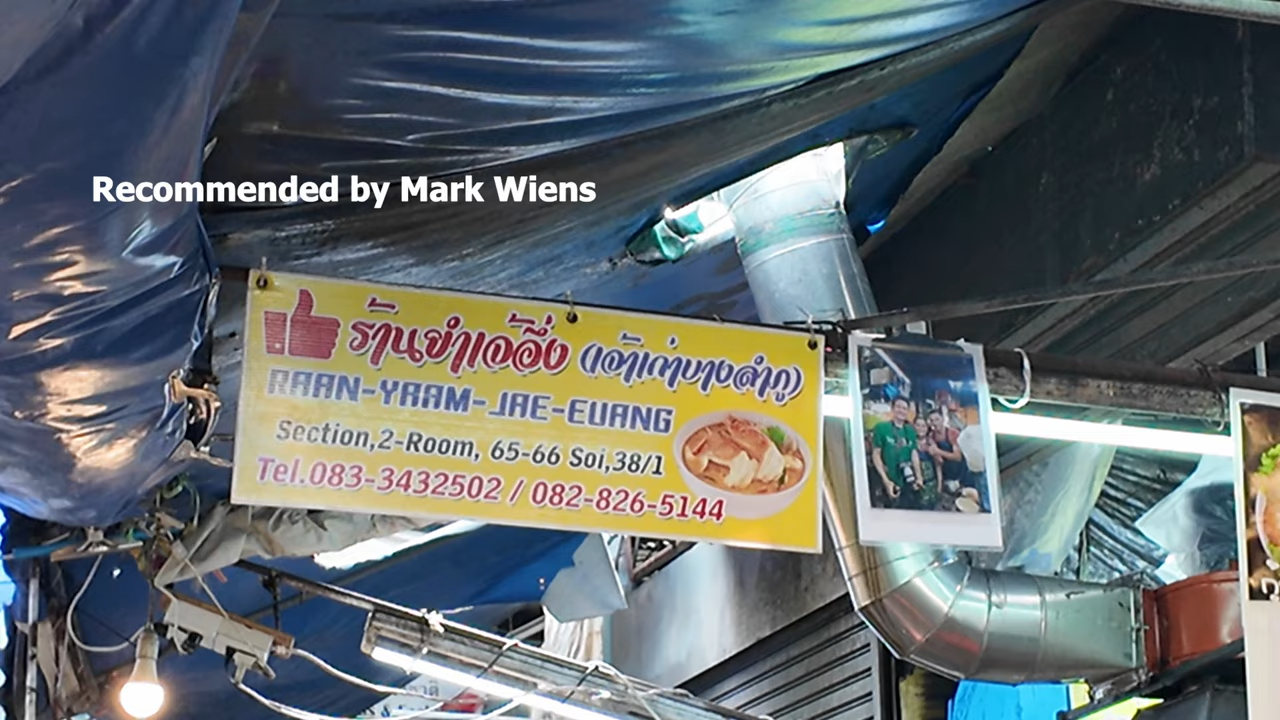 Recommended by Mark Wiens
ร้านยำเจ้อึ่ง (เจ้าเก่าบางลำภู)
RAAN-YAAM-JAE-EUANG
Section,2-Room, 65-66 Soi,38/1
Tel.083-3432502 / 082-826-5144